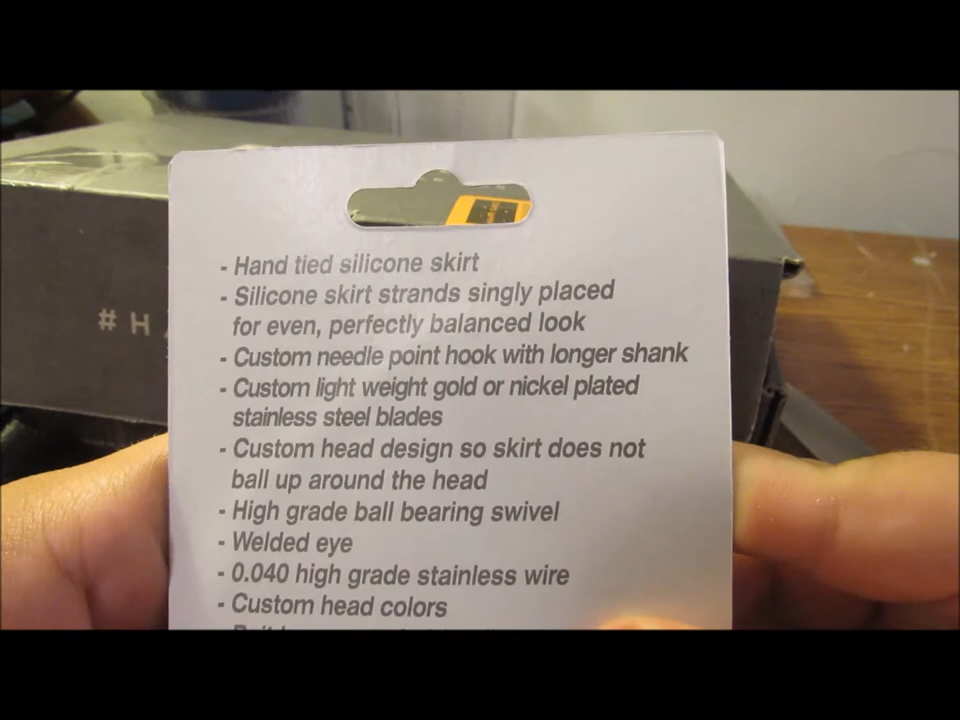 - Hand tied silicone skirt
- Silicone skirt strands singly placed
for even, perfectly balanced look
- Custom needle point hook with longer shank
- Custom light weight gold or nickel plated
stainless steel blades
- Custom head design so skirt does not
ball up around the head
- High grade ball bearing swivel
- Welded eye
- 0.040 high grade stainless wire
- Custom head colors
# H